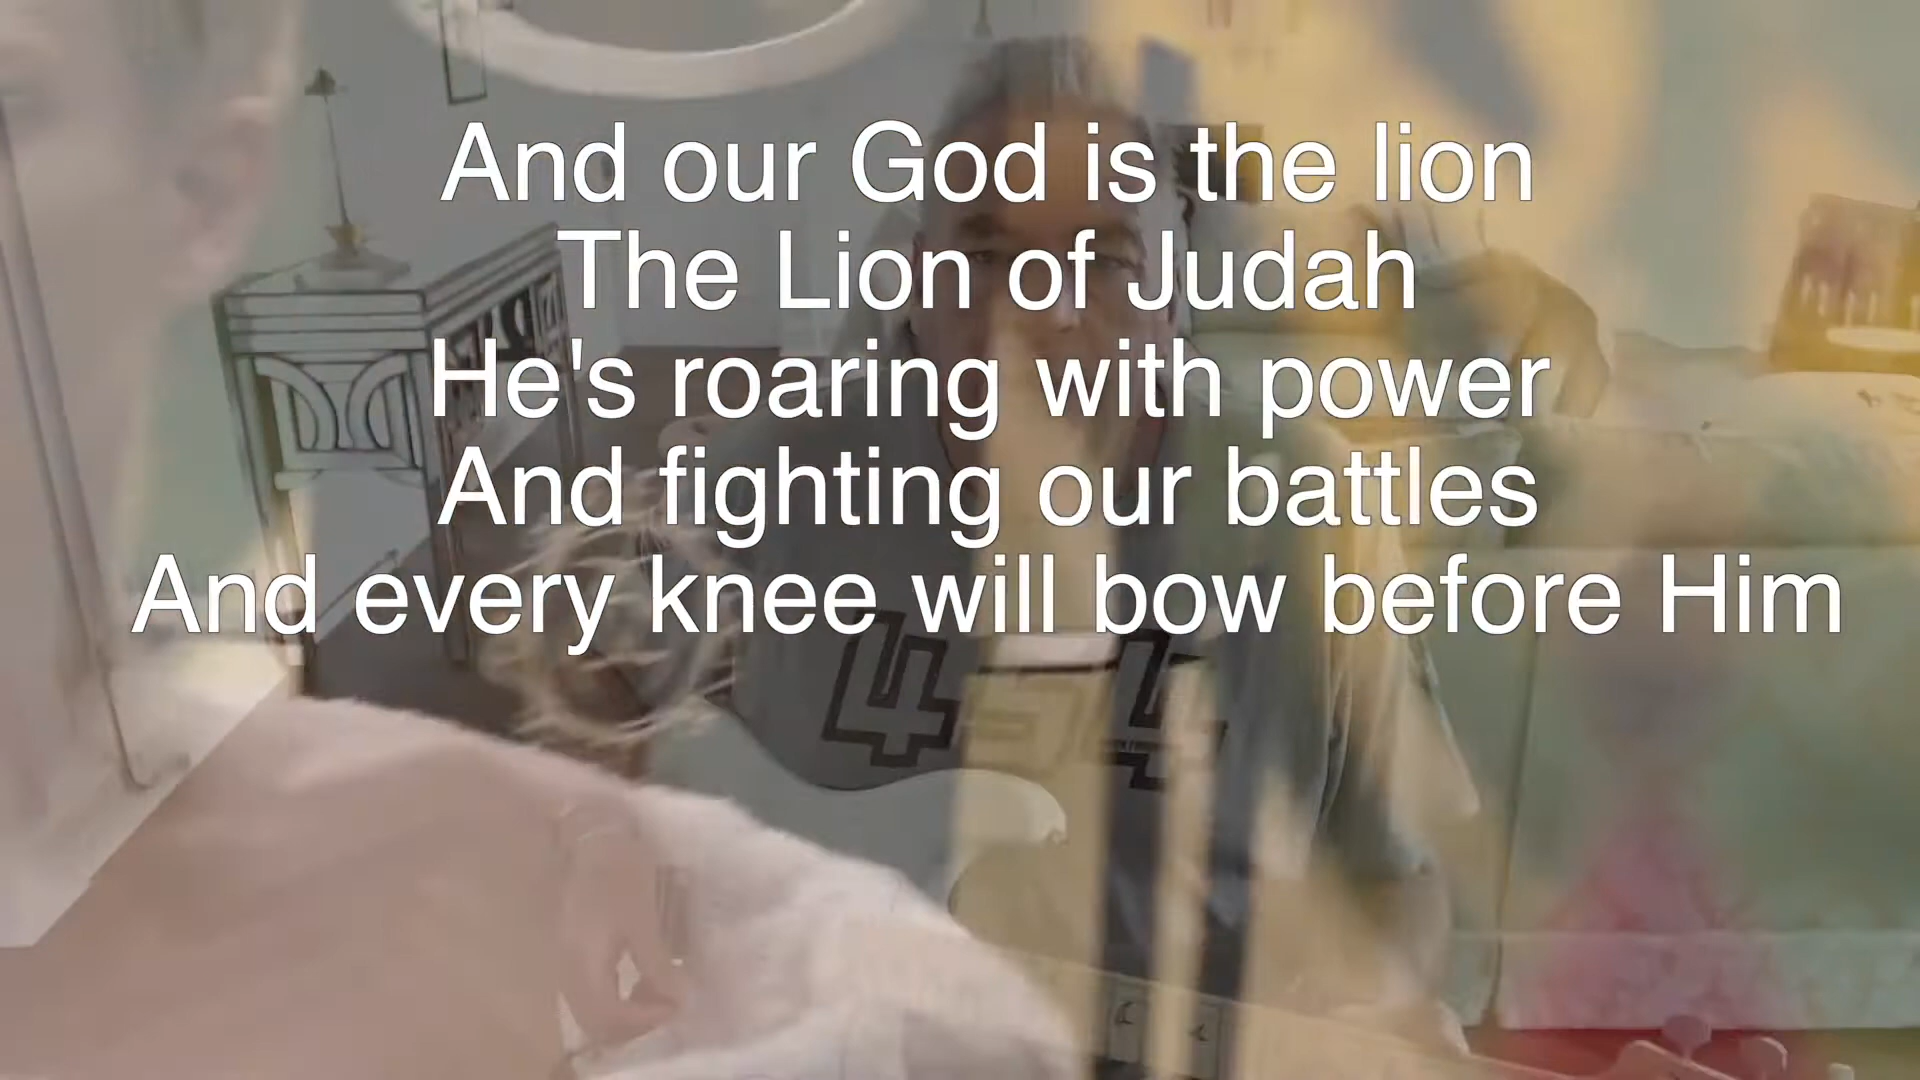 And our God is the lion
The Lion of Judah
He's roaring with power
And fighting our battles
And every knee will bow before Him